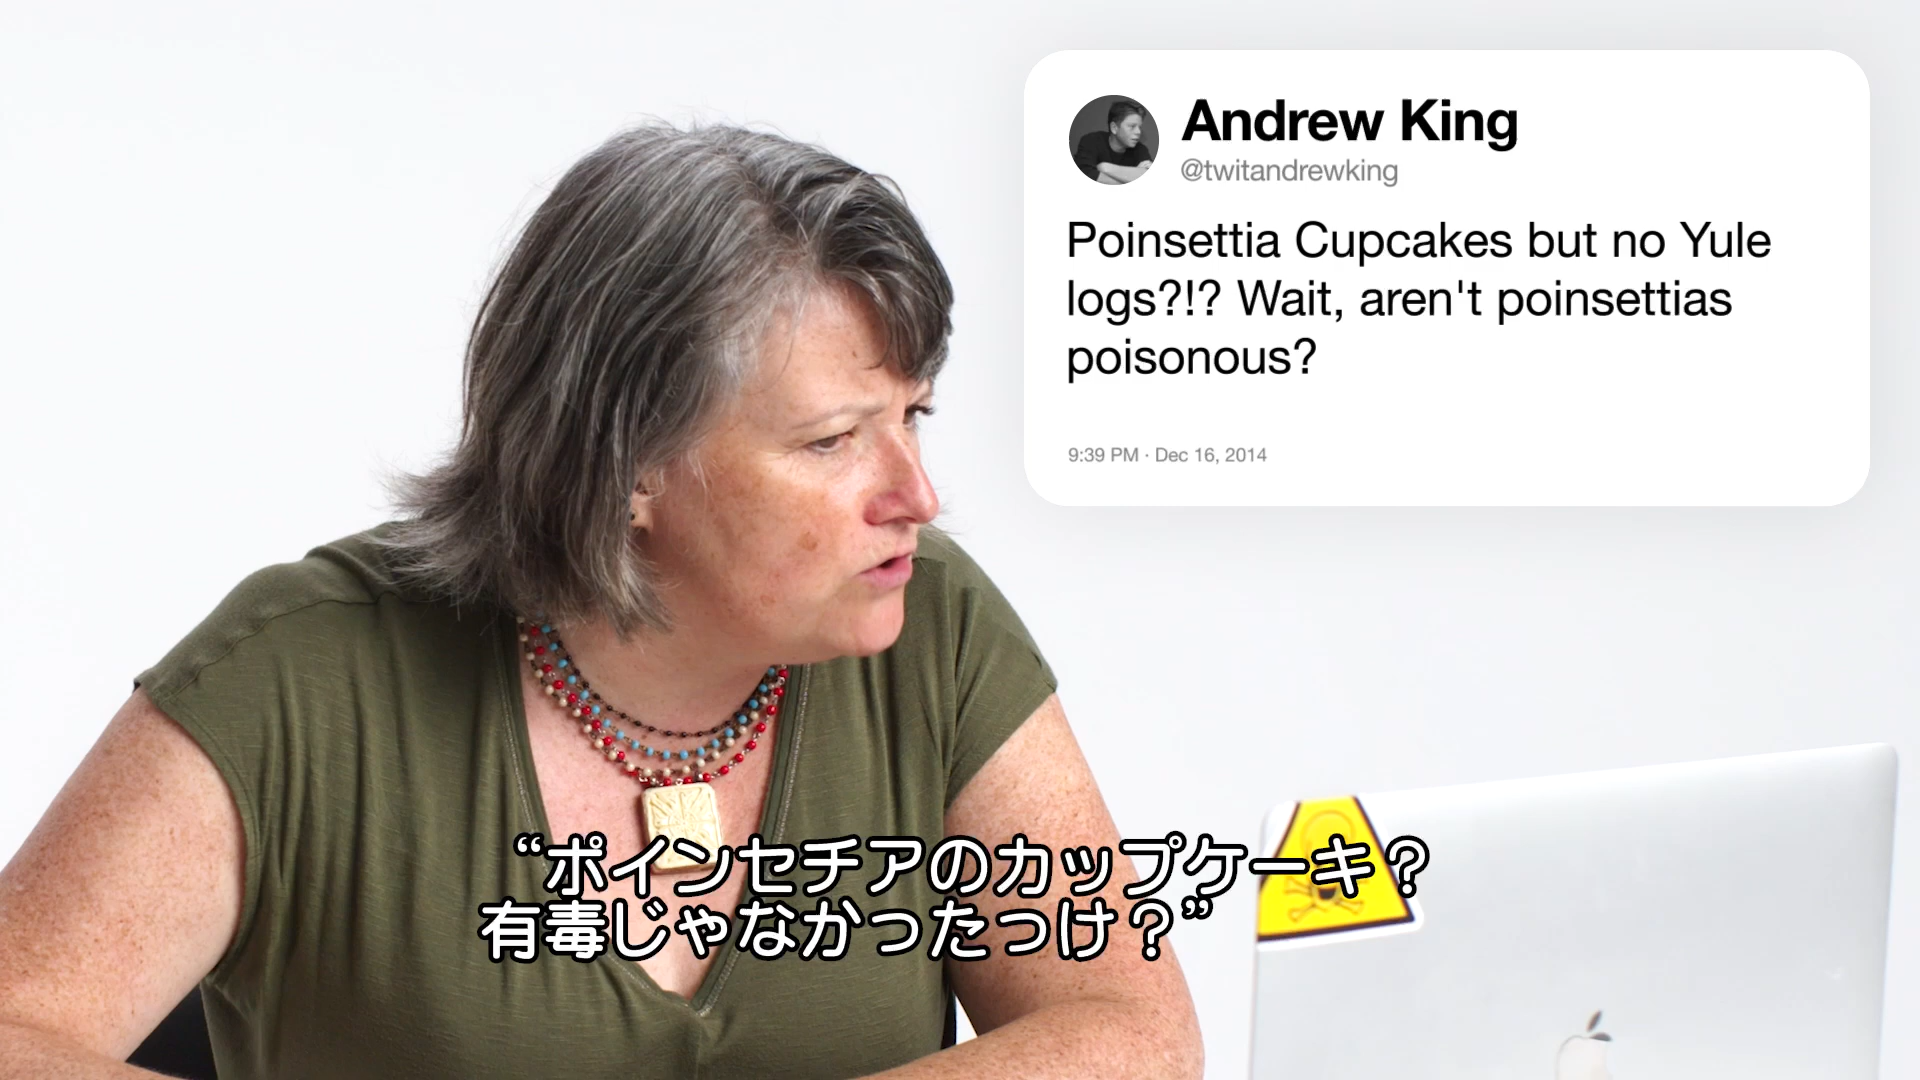 Andrew King
@twitandrewking
Poinsettia Cupcakes but no Yule
logs?!? Wait, aren't poinsettias
poisonous?
9:39 PM · Dec 16, 2014
“ポインセチアのカップケーキ？
有毒じゃなかったっけ？”